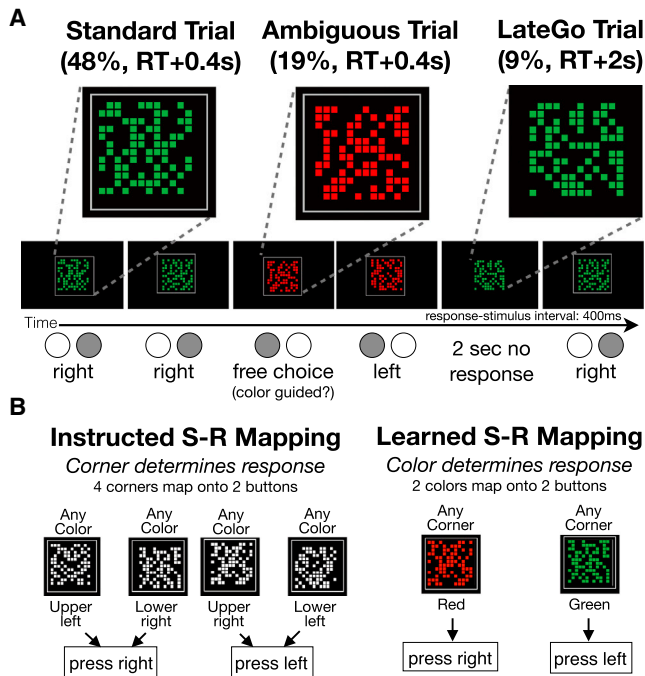 A
Standard Trial
(48%, RT+0.4s)
Ambiguous Trial
(19%, RT+0.4s)
LateGo Trial
(9%, RT+2s)
Time
response-stimulus interval: 400ms
right
right
free choice
(color guided?)
left
2 sec no
response
right
B
Instructed S-R Mapping
Corner determines response
4 corners map onto 2 buttons
Any
Color
Any
Color
Any
Color
Any
Color
Upper
left
Lower
right
Upper
right
Lower
left
press right
press left
Learned S-R Mapping
Color determines response
2 colors map onto 2 buttons
Any
Corner
Any
Corner
Red
Green
press right
press left